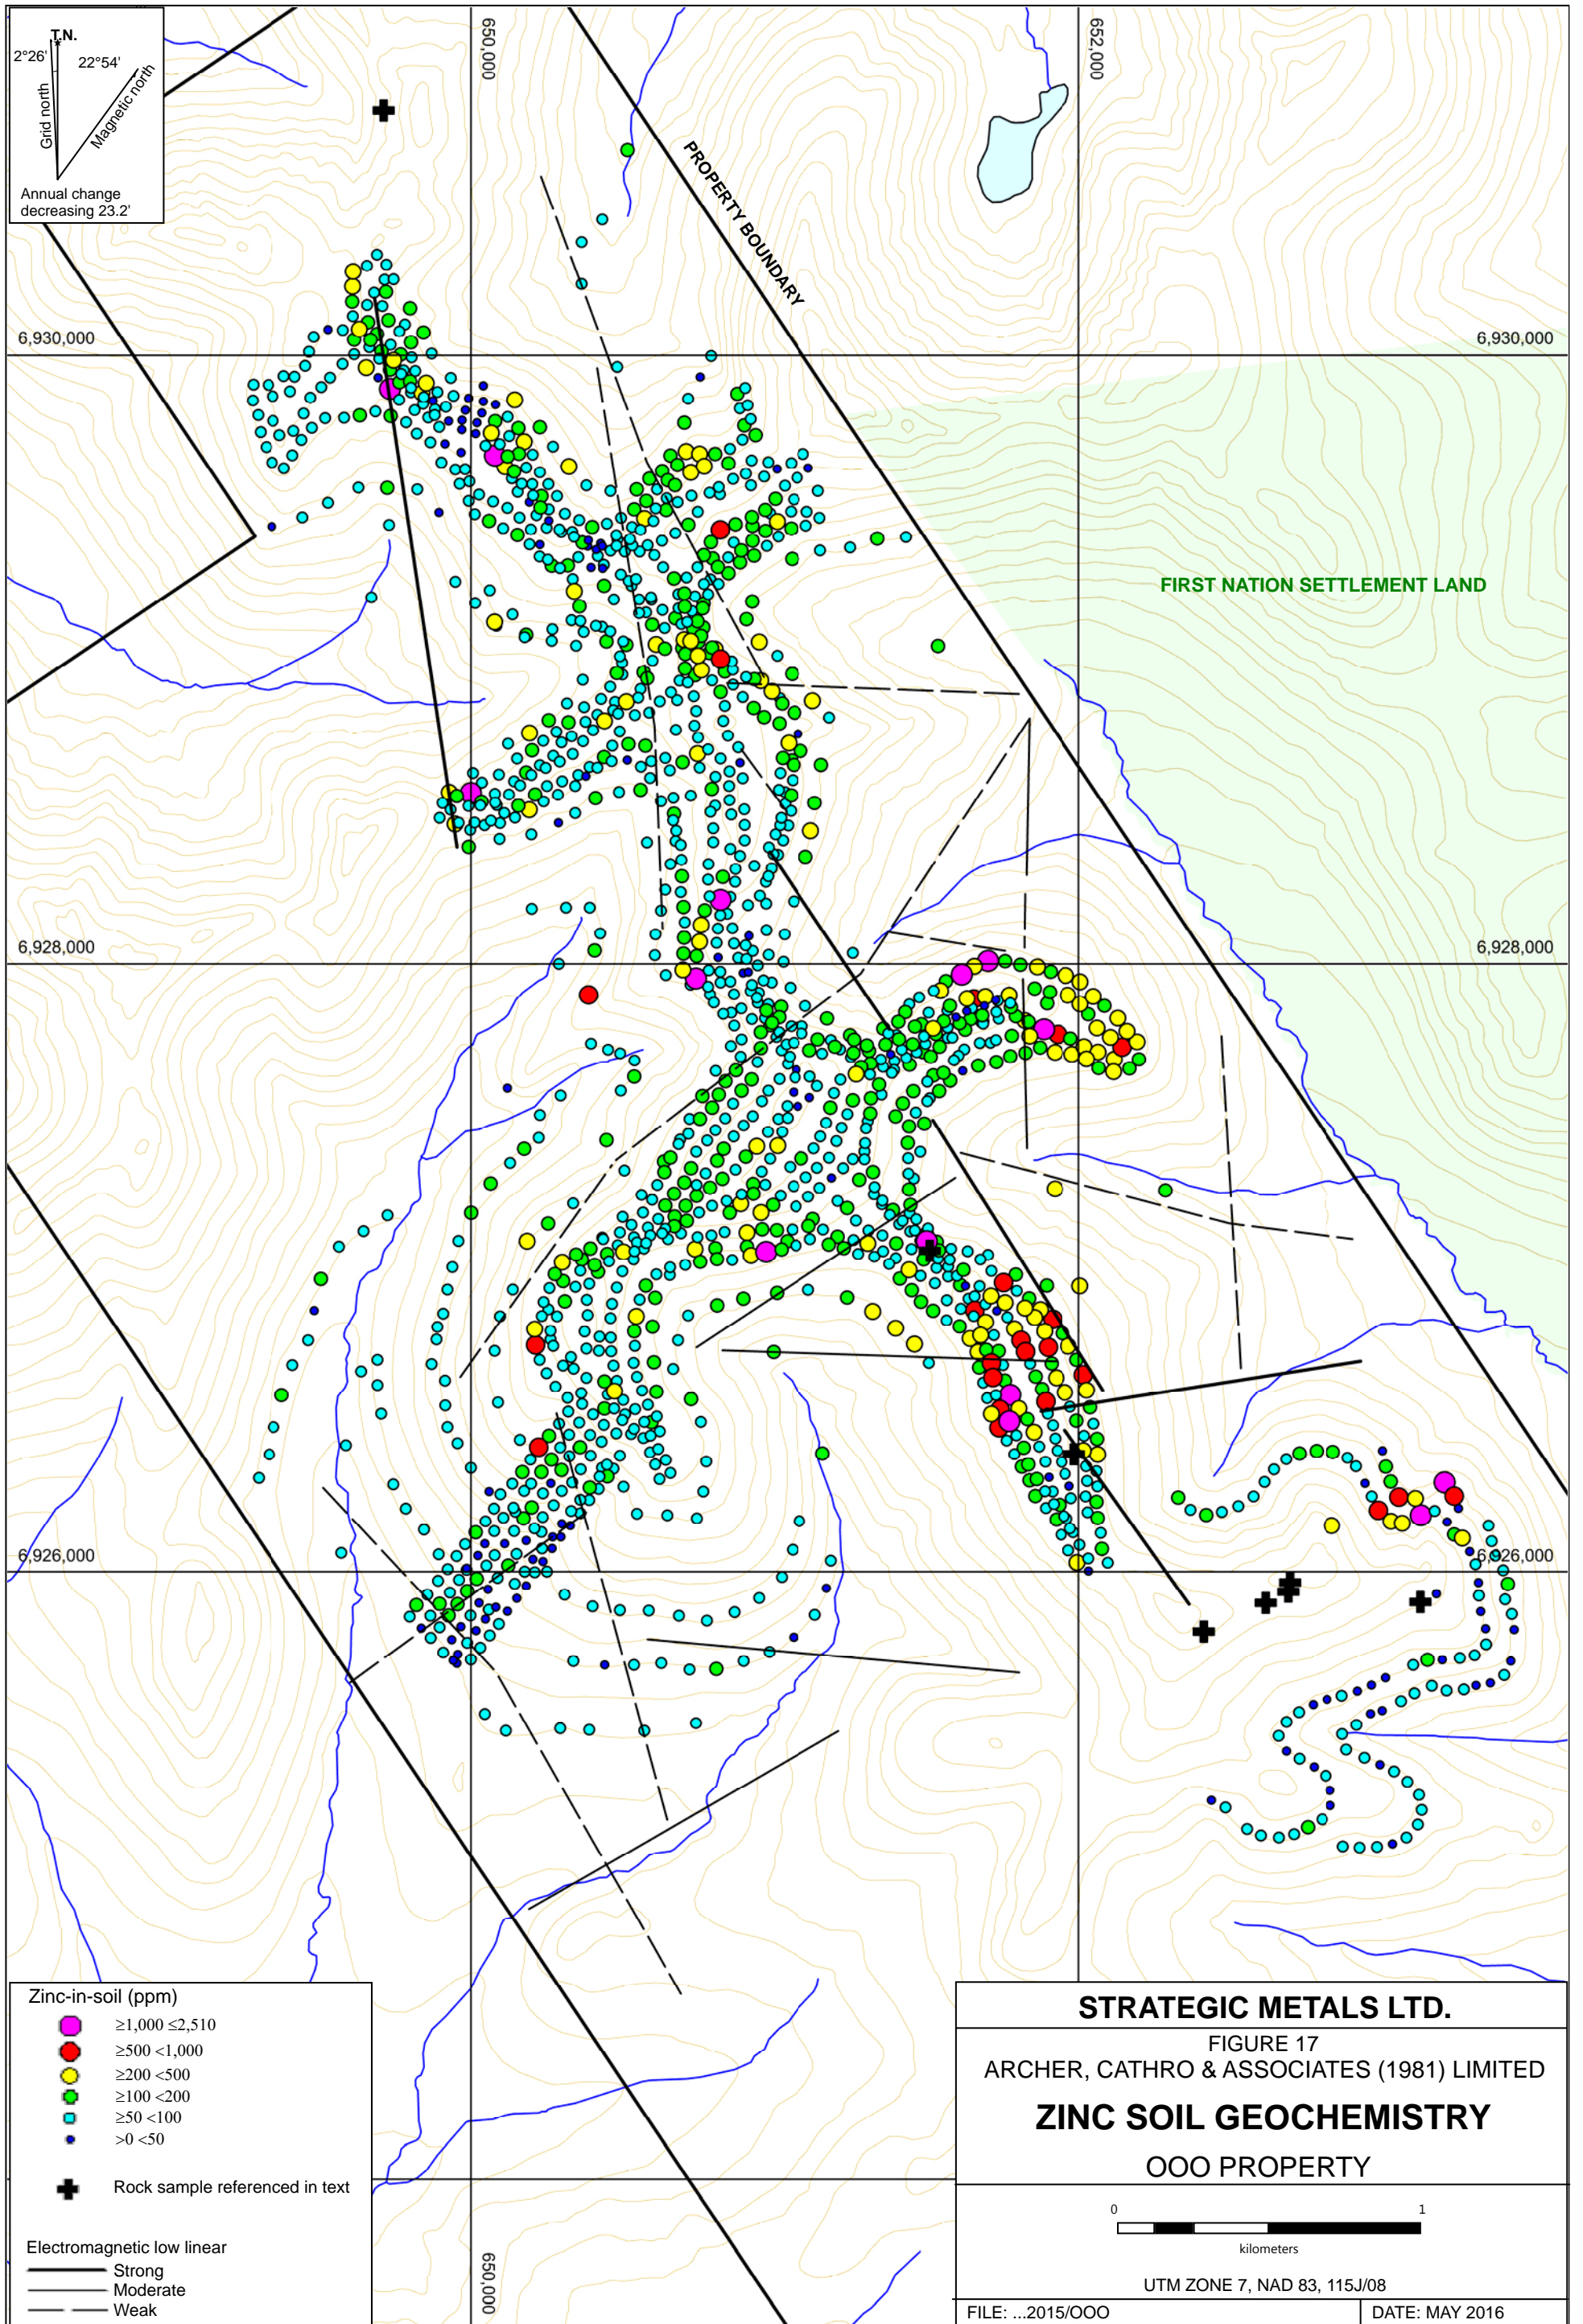 T.N.
2°26'
22°54'
Grid north
Magnetic north
Annual change
decreasing 23.2'
650,000
652,000
PROPERTY BOUNDARY
6,930,000
6,930,000
FIRST NATION SETTLEMENT LAND
6,928,000
6,928,000
6,926,000
6,926,000
Zinc-in-soil (ppm)
≥1,000 ≤2,510
≥500 <1,000
≥200 <500
≥100 <200
≥50 <100
>0 <50
Rock sample referenced in text
Electromagnetic low linear
Strong
Moderate
Weak
650,000
STRATEGIC METALS LTD.
FIGURE 17
ARCHER, CATHRO & ASSOCIATES (1981) LIMITED
ZINC SOIL GEOCHEMISTRY
OOO PROPERTY
0 1
kilometers
UTM ZONE 7, NAD 83, 115J/08
FILE: ...2015/OOO
DATE: MAY 2016